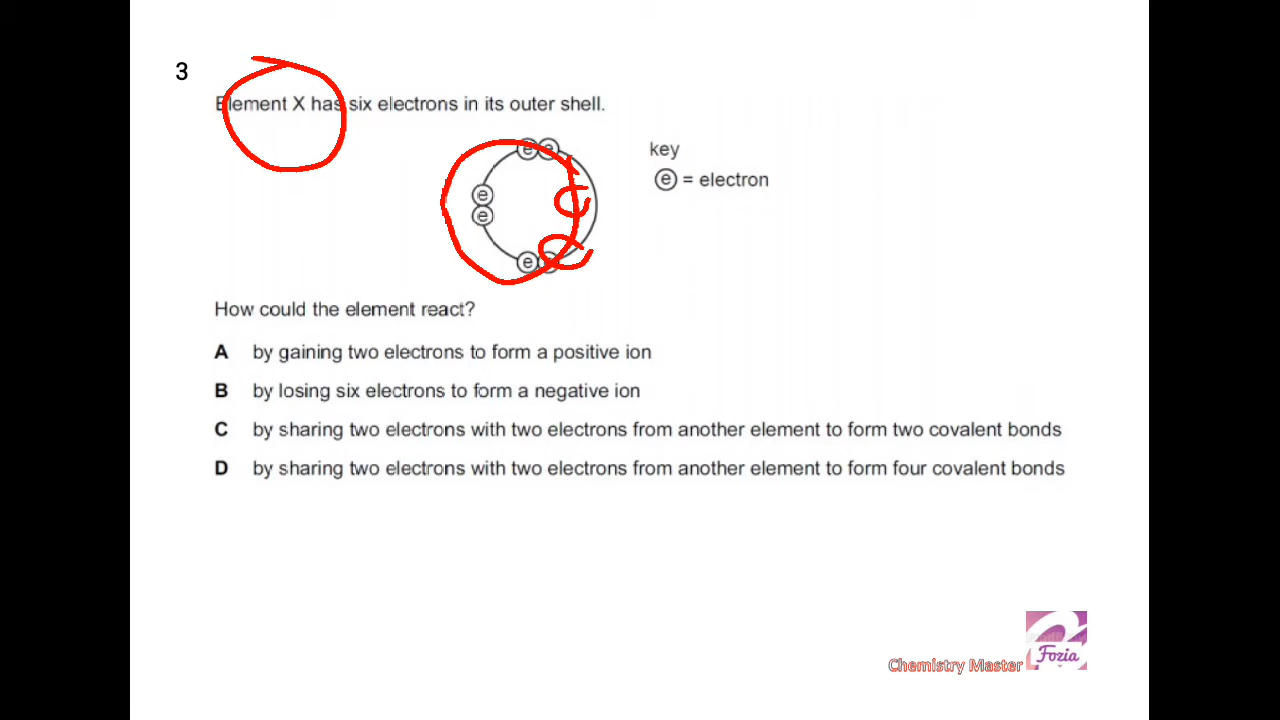 3
Element X has six electrons in its outer shell.
e e
key
e = electron
e
e
e
How could the element react?
A by gaining two electrons to form a positive ion
B by losing six electrons to form a negative ion
C by sharing two electrons with two electrons from another element to form two covalent bonds
D by sharing two electrons with two electrons from another element to form four covalent bonds
Fozia
Chemistry Master